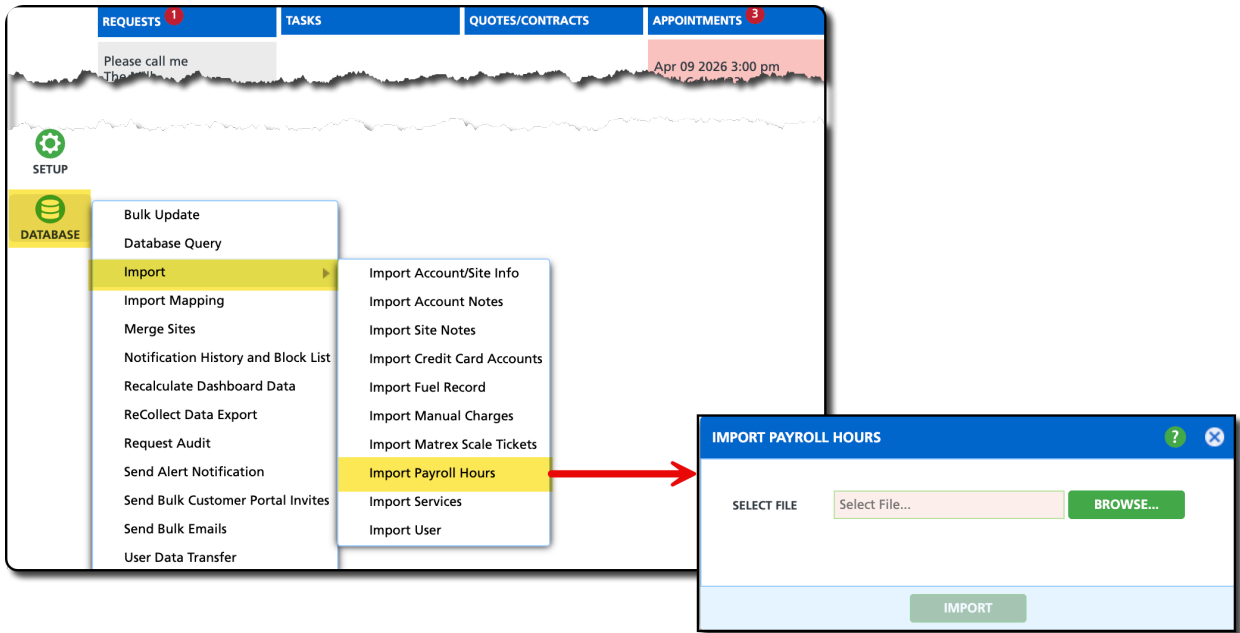 REQUESTS 1
TASKS
QUOTES/CONTRACTS
APPOINTMENTS 3
Please call me
Apr 09 2026 3:00 pm
SETUP
DATABASE
Bulk Update
Database Query
Import
Import Mapping
Merge Sites
Notification History and Block List
Recalculate Dashboard Data
ReCollect Data Export
Request Audit
Send Alert Notification
Send Bulk Customer Portal Invites
Send Bulk Emails
User Data Transfer
Import Account/Site Info
Import Account Notes
Import Site Notes
Import Credit Card Accounts
Import Fuel Record
Import Manual Charges
Import Matrex Scale Tickets
Import Payroll Hours
Import Services
Import User
IMPORT PAYROLL HOURS ?
SELECT FILE
Select File...
BROWSE...
IMPORT